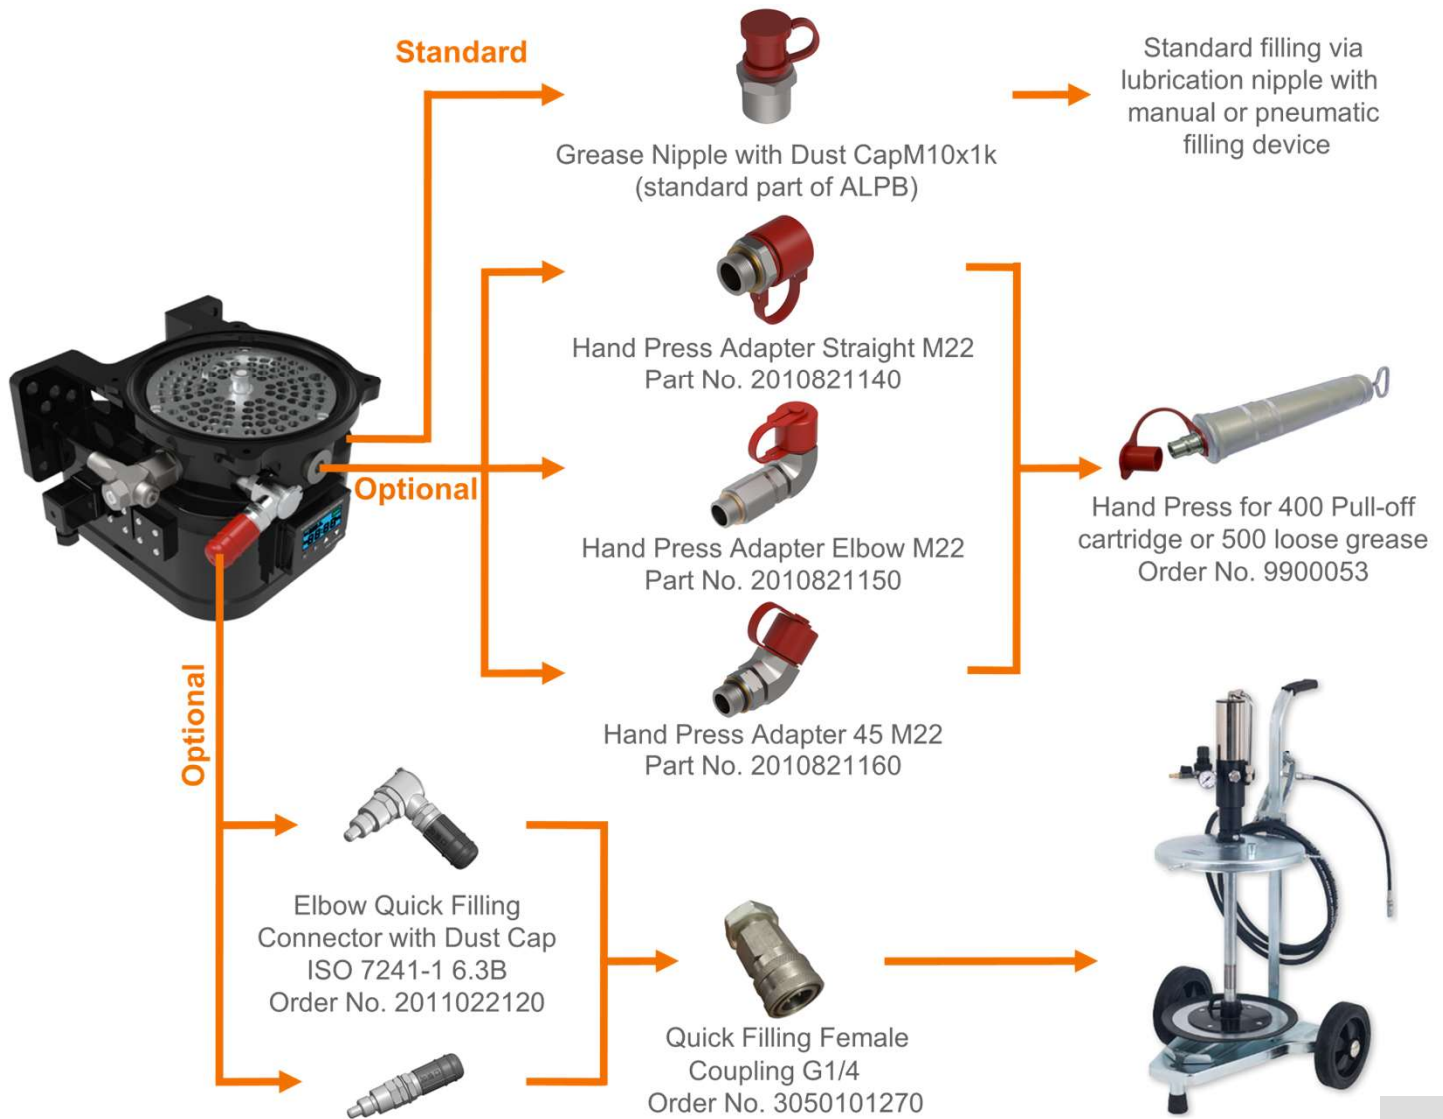 Standard
Grease Nipple with Dust CapM10x1k
(standard part of ALPB)
Standard filling via
lubrication nipple with
manual or pneumatic
filling device
Optional
Hand Press Adapter Straight M22
Part No. 2010821140
Hand Press Adapter Elbow M22
Part No. 2010821150
Hand Press Adapter 45 M22
Part No. 2010821160
Hand Press for 400 Pull-off
cartridge or 500 loose grease
Order No. 9900053
Optional
Elbow Quick Filling
Connector with Dust Cap
ISO 7241-1 6.3B
Order No. 2011022120
Quick Filling Female
Coupling G1/4
Order No. 3050101270